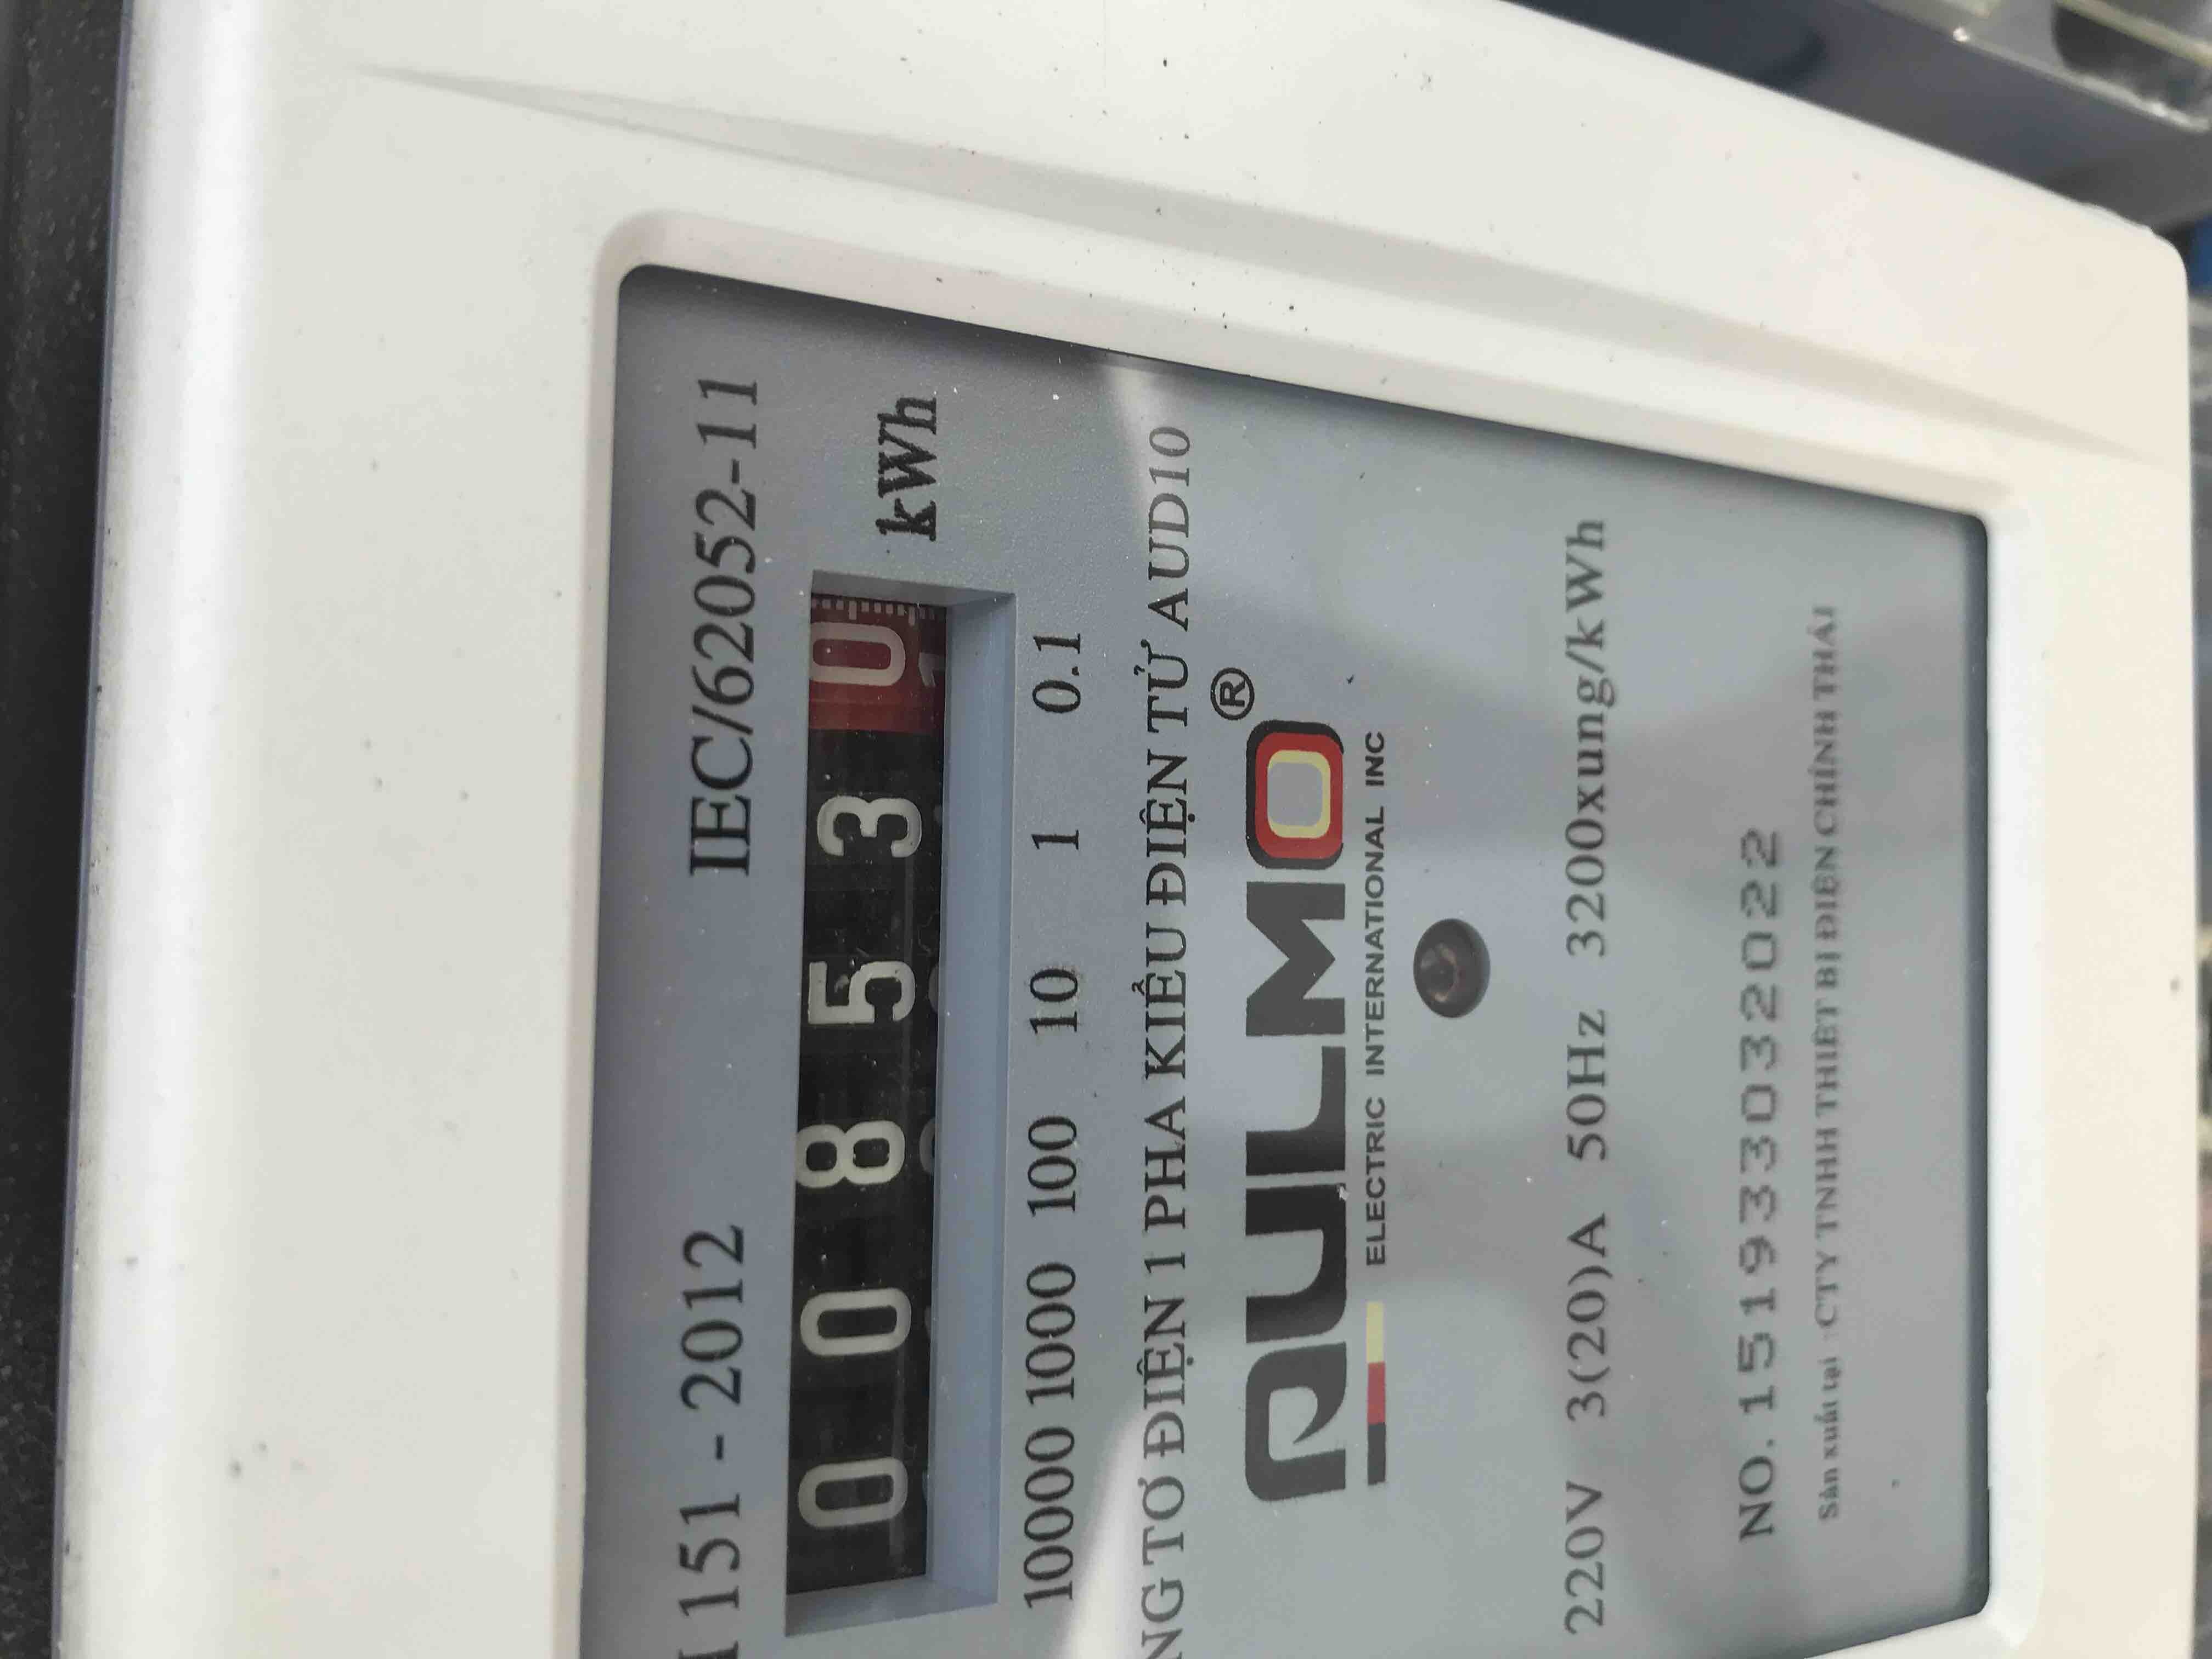 151 - 2012 IEC/62052-11
0 0 8 5 3 0 kWh
10000 1000 100 10 1 0.1
TƠ ĐIỆN 1 PHA KIỂU ĐIỆN TỬ AUD10
AULMO®
ELECTRIC INTERNATIONAL INC
220V 3(20)A 50Hz 3200xung/kWh
NO. 151933032022
Sản xuất tại : CTY TNHH THIẾT BỊ ĐIỆN CHÍNH THÁI